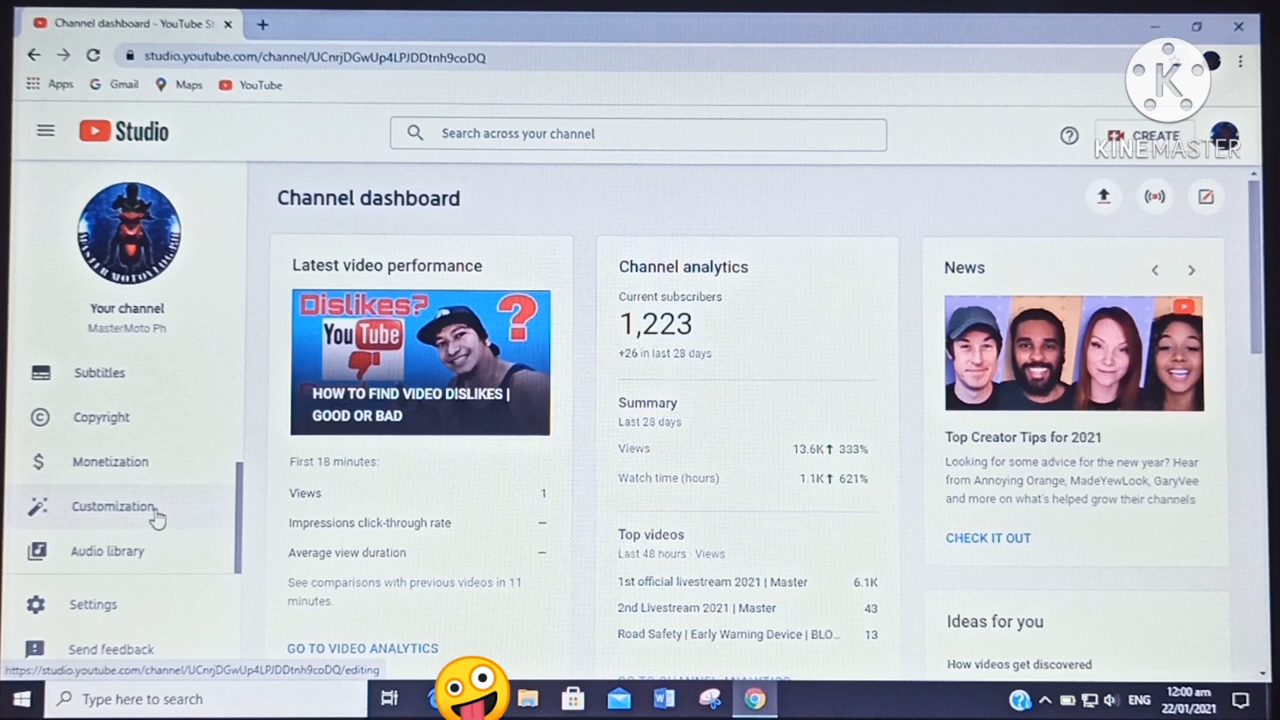 Channel dashboard - YouTube St
studio.youtube.com/channel/UCnrjDGwUp4LPJDDtnh9coDQ
Apps
Gmail
Maps
YouTube
K
KINEMASTER
Studio
Search across your channel
CREATE
Channel dashboard
Your channel
MasterMoto Ph
Subtitles
Copyright
Monetization
Customization
Audio library
Settings
Send feedback
https://studio.youtube.com/channel/UCnrjDGwUp4LPJDDtnh9coDQ/editing
Latest video performance
Dislikes?
?
YouTube
HOW TO FIND VIDEO DISLIKES |
GOOD OR BAD
First 18 minutes:
Views 1
Impressions click-through rate –
Average view duration –
See comparisons with previous videos in 11
minutes.
GO TO VIDEO ANALYTICS
Channel analytics
Current subscribers
1,223
+26 in last 28 days
Summary
Last 28 days
Views 13.6K 333%
Watch time (hours) 1.1K 621%
Top videos
Last 48 hours · Views
1st official livestream 2021 | Master 6.1K
2nd Livestream 2021 | Master 43
Road Safety | Early Warning Device | BLO... 13
GO TO CHANNEL ANALYTICS
News
Top Creator Tips for 2021
Looking for some advice for the new year? Hear
from Annoying Orange, MadeYewLook, GaryVee
and more on what's helped grow their channels
CHECK IT OUT
Ideas for you
How videos get discovered
Type here to search
ENG
12:00 am
22/01/2021